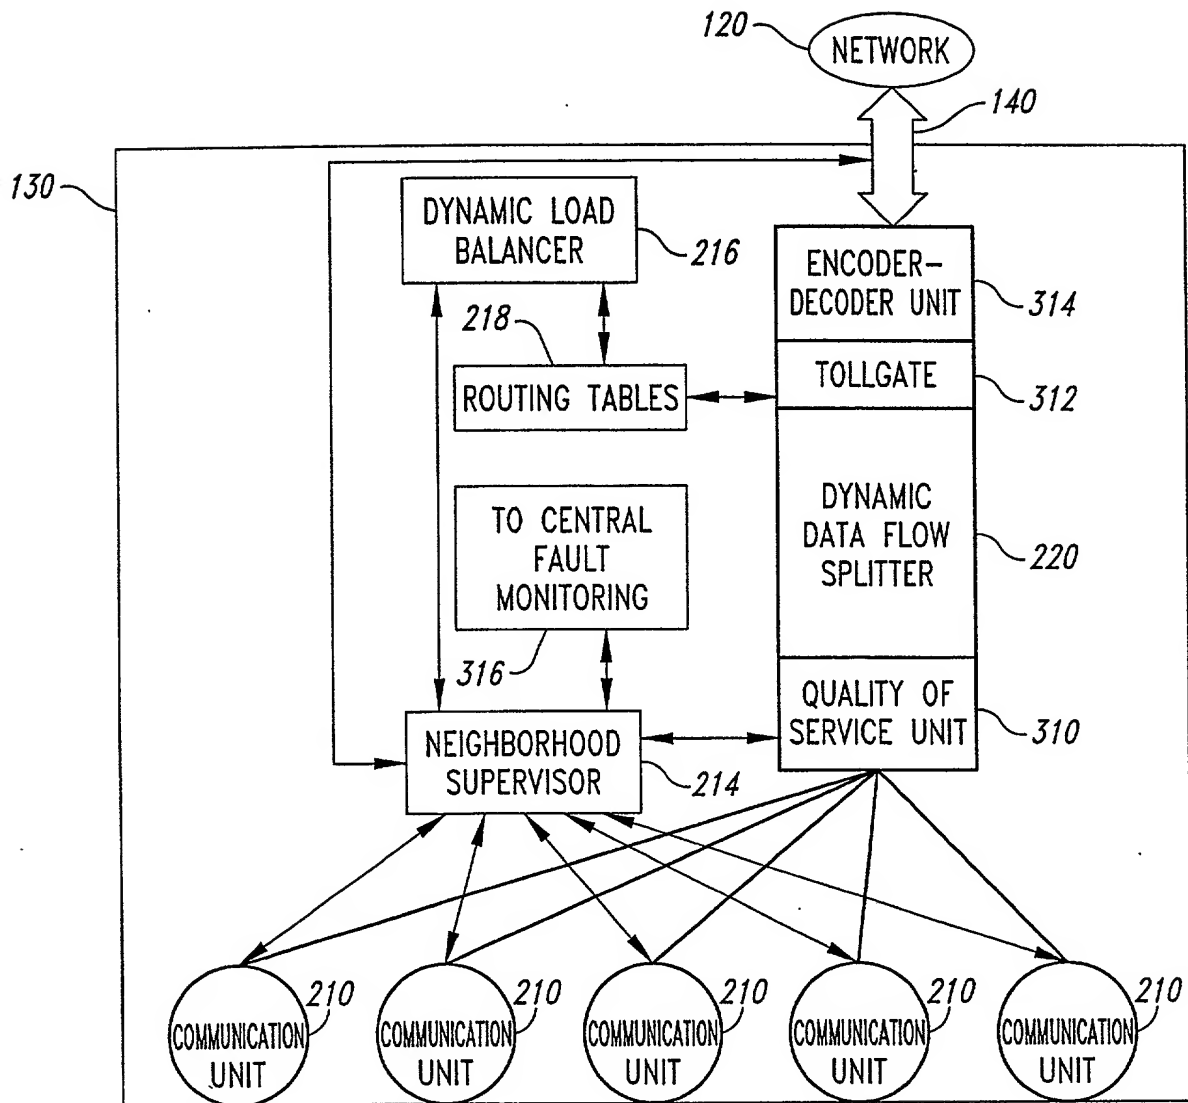 120
NETWORK
140
130
DYNAMIC LOAD
BALANCER
216
ENCODER-
DECODER UNIT
314
218
ROUTING TABLES
TOLLGATE
312
TO CENTRAL
FAULT
MONITORING
316
DYNAMIC
DATA FLOW
SPLITTER
220
NEIGHBORHOOD
SUPERVISOR
214
QUALITY OF
SERVICE UNIT
310
COMMUNICATION
UNIT
210
COMMUNICATION
UNIT
210
COMMUNICATION
UNIT
210
COMMUNICATION
UNIT
210
COMMUNICATION
UNIT
210